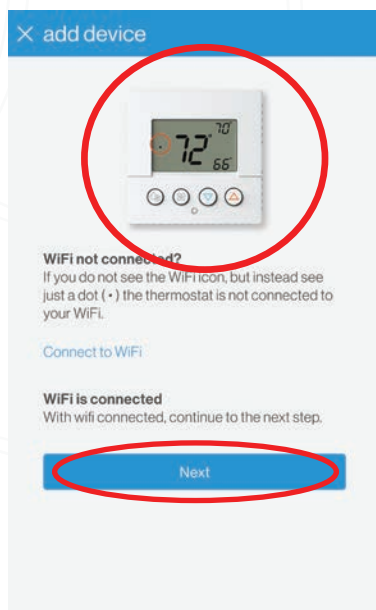 × add device
70°
72°
66°
WiFi not connected?
If you do not see the WiFi icon, but instead see
just a dot ( • ) the thermostat is not connected to
your WiFi.
Connect to WiFi
WiFi is connected
With wifi connected, continue to the next step.
Next